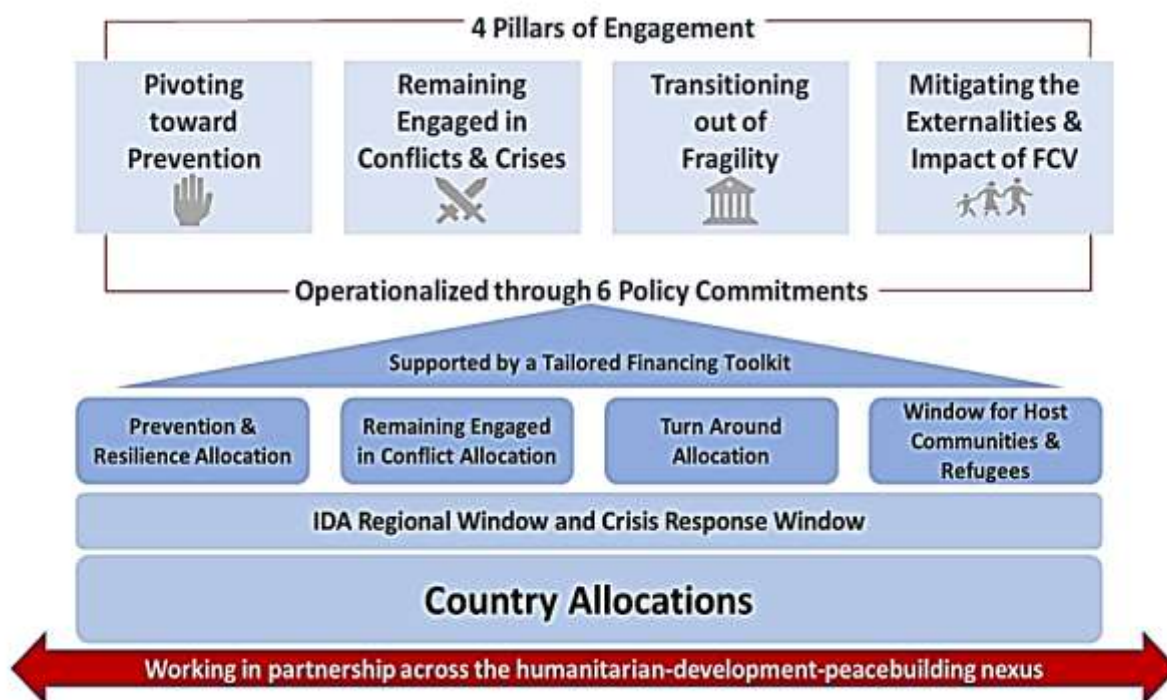 4 Pillars of Engagement
Pivoting
toward
Prevention
Remaining
Engaged in
Conflicts & Crises
Transitioning
out of
Fragility
Mitigating the
Externalities &
Impact of FCV
Operationalized through 6 Policy Commitments
Supported by a Tailored Financing Toolkit
Prevention &
Resilience Allocation
Remaining Engaged
in Conflict Allocation
Turn Around
Allocation
Window for Host
Communities &
Refugees
IDA Regional Window and Crisis Response Window
Country Allocations
Working in partnership across the humanitarian-development-peacebuilding nexus